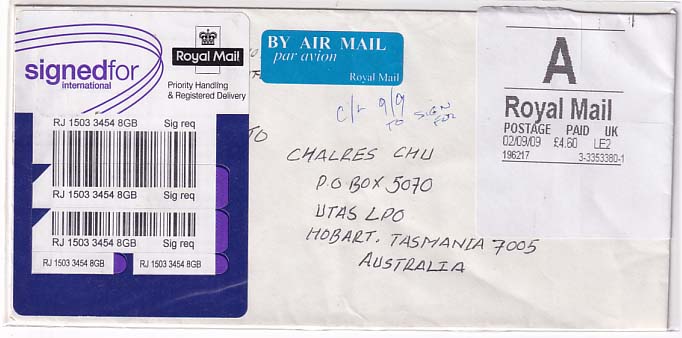 signedfor
international
Royal Mail
Priority Handling
& Registered Delivery
RJ 1503 3454 8GB Sig req
RJ 1503 3454 8GB Sig req
RJ 1503 3454 8GB Sig req
RJ 1503 3454 8GB RJ 1503 3454 8GB
BY AIR MAIL
par avion
Royal Mail
C/L 9/9
TO SIGN
FOR
A
Royal Mail
POSTAGE PAID UK
02/09/09 £4.60 LE2
196217 3-3353380-1
TO
CHALRES CHU
P.O BOX 5070
UTAS LPO
HOBART. TASMANIA 7005
AUSTRALIA